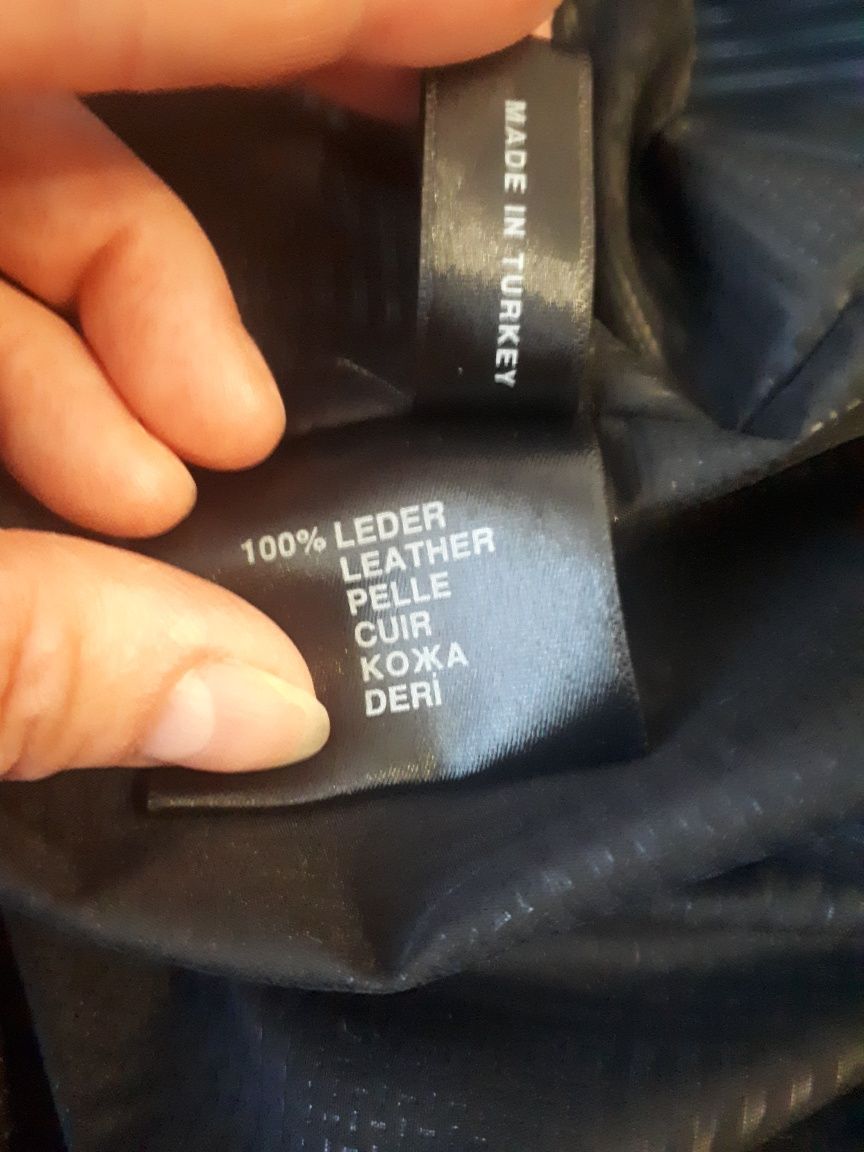 MADE IN TURKEY
100% LEDER
LEATHER
PELLE
CUIR
КОЖА
DERİ